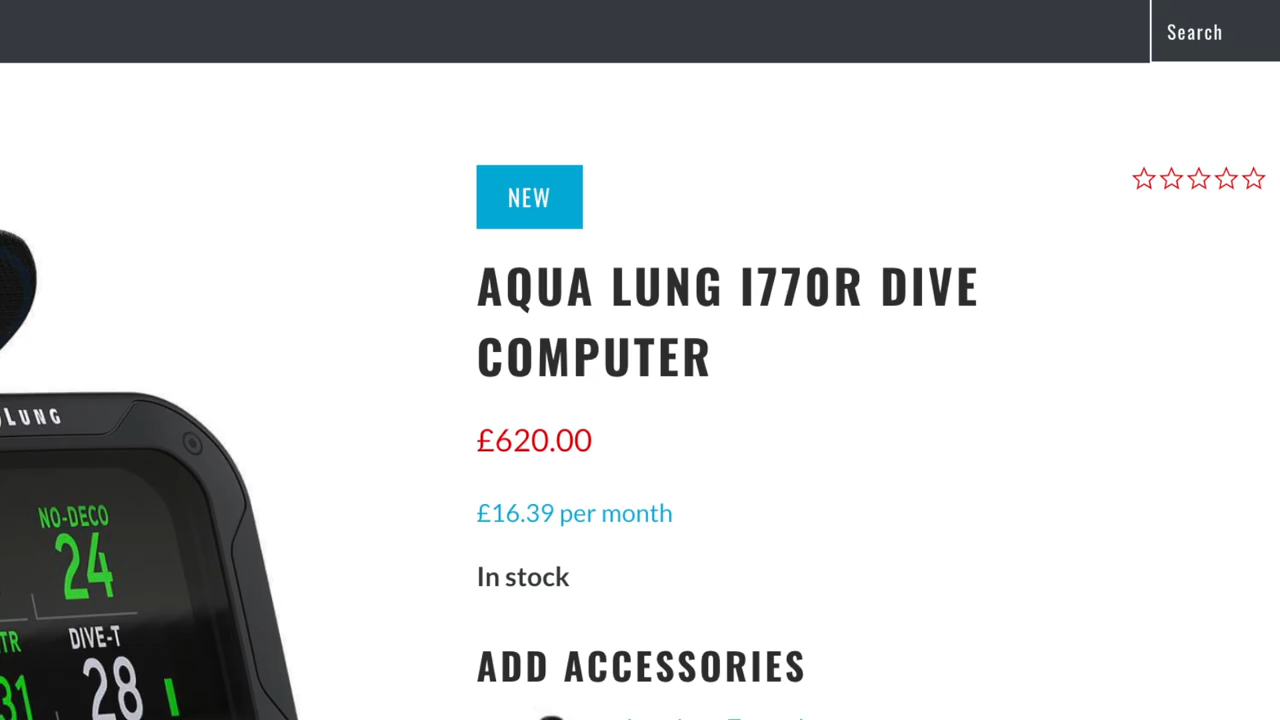 Search
NEW
AQUA LUNG I770R DIVE
COMPUTER
£620.00
£16.39 per month
In stock
ADD ACCESSORIES
LUNG
NO-DECO
24
DIVE-T
28
31